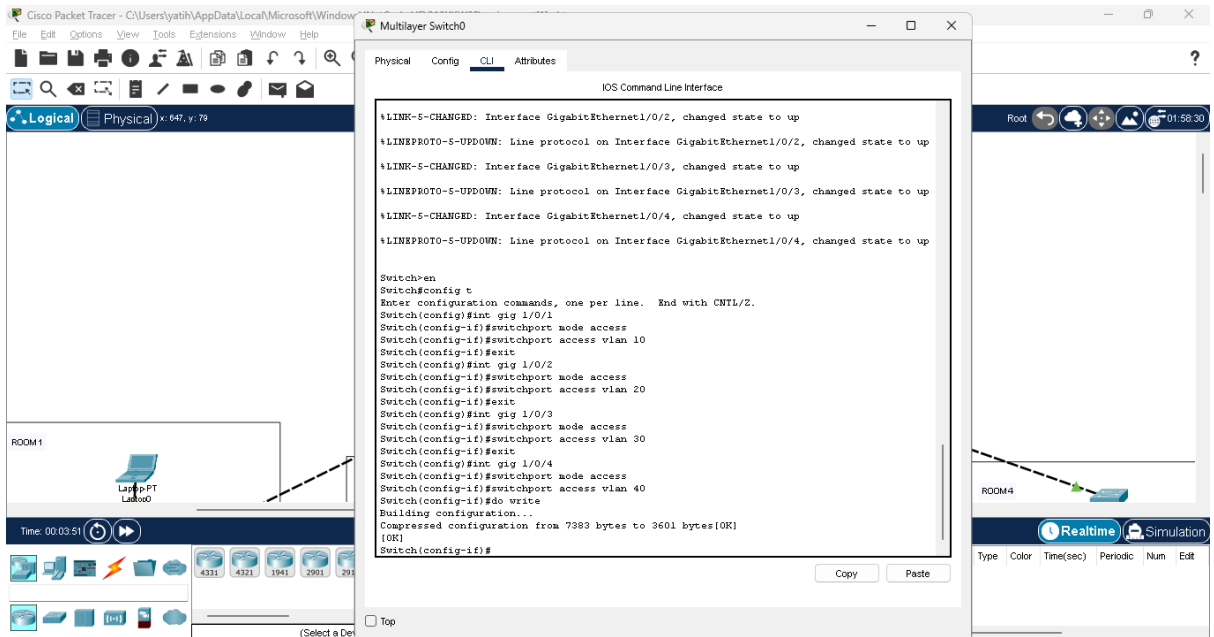 Cisco Packet Tracer - C:\Users\yatih\AppData\Local\Microsoft\Window
File Edit Options View Tools Extensions Window Help
?
Logical Physical x: 647, y: 79
Root 01:58:30
Multilayer Switch0
Physical Config CLI Attributes
IOS Command Line Interface
%LINK-5-CHANGED: Interface GigabitEthernet1/0/2, changed state to up
%LINEPROTO-5-UPDOWN: Line protocol on Interface GigabitEthernet1/0/2, changed state to up
%LINK-5-CHANGED: Interface GigabitEthernet1/0/3, changed state to up
%LINEPROTO-5-UPDOWN: Line protocol on Interface GigabitEthernet1/0/3, changed state to up
%LINK-5-CHANGED: Interface GigabitEthernet1/0/4, changed state to up
%LINEPROTO-5-UPDOWN: Line protocol on Interface GigabitEthernet1/0/4, changed state to up
Switch>en
Switch#config t
Enter configuration commands, one per line. End with CNTL/Z.
Switch(config)#int gig 1/0/1
Switch(config-if)#switchport mode access
Switch(config-if)#switchport access vlan 10
Switch(config-if)#exit
Switch(config)#int gig 1/0/2
Switch(config-if)#switchport mode access
Switch(config-if)#switchport access vlan 20
Switch(config-if)#exit
Switch(config)#int gig 1/0/3
Switch(config-if)#switchport mode access
Switch(config-if)#switchport access vlan 30
Switch(config-if)#exit
Switch(config)#int gig 1/0/4
Switch(config-if)#switchport mode access
Switch(config-if)#switchport access vlan 40
Switch(config-if)#do write
Building configuration...
Compressed configuration from 7383 bytes to 3601 bytes[OK]
[OK]
Switch(config-if)#
Copy Paste
Top
ROOM1
Laptop-PT
Laptop0
ROOM4
Time: 00:03:51
Realtime Simulation
4331 4321 1941 2901 291
Type Color Time(sec) Periodic Num Edit
(Select a De